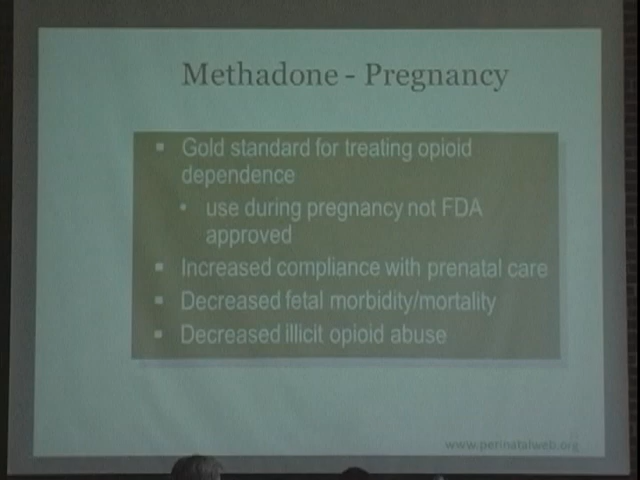 Methadone - Pregnancy
▪ Gold standard for treating opioid
dependence
• use during pregnancy not FDA
approved
▪ Increased compliance with prenatal care
▪ Decreased fetal morbidity/mortality
▪ Decreased illicit opioid abuse
www.perinatalweb.org